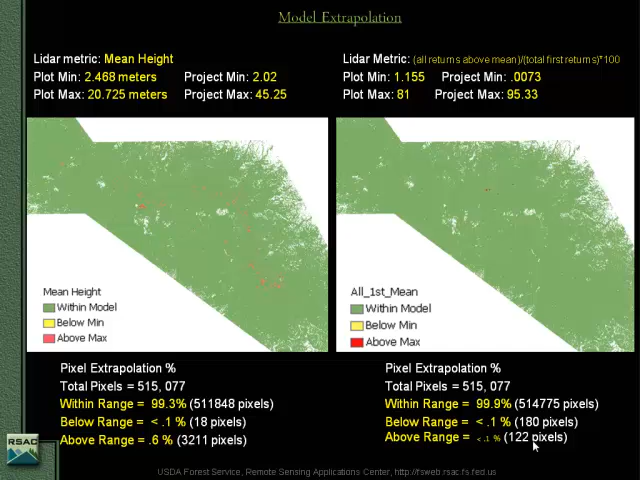 Model Extrapolation
Lidar metric: Mean Height
Plot Min: 2.468 meters Project Min: 2.02
Plot Max: 20.725 meters Project Max: 45.25
Lidar Metric: (all returns above mean)/(total first returns)*100
Plot Min: 1.155 Project Min: .0073
Plot Max: 81 Project Max: 95.33
Mean Height
Within Model
Below Min
Above Max
All_1st_Mean
Within Model
Below Min
Above Max
Pixel Extrapolation %
Total Pixels = 515, 077
Within Range = 99.3% (511848 pixels)
Below Range = < .1 % (18 pixels)
Above Range = .6 % (3211 pixels)
Pixel Extrapolation %
Total Pixels = 515, 077
Within Range = 99.9% (514775 pixels)
Below Range = < .1 % (180 pixels)
Above Range = < .1 % (122 pixels)
RSAC
USDA Forest Service, Remote Sensing Applications Center, http://fsweb.rsac.fs.fed.us